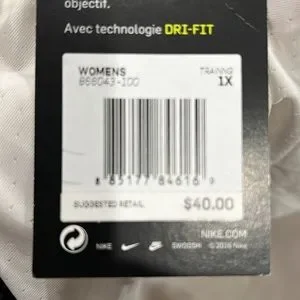 objectif.
Avec technologie DRI-FIT
WOMENS TRAINING
1X
SUGGESTED RETAIL $40.00
NIKE.COM
NIKE SWOOSH © 2016 Nike